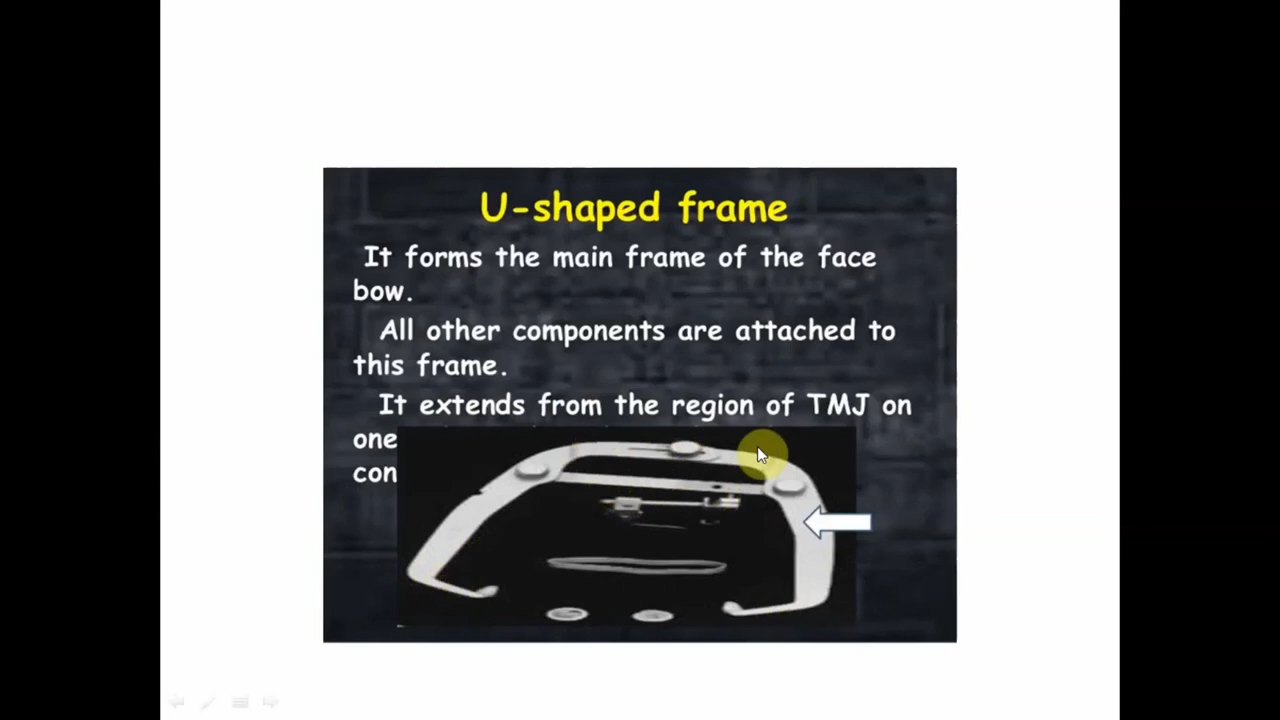 U-shaped frame
It forms the main frame of the face
bow.
All other components are attached to
this frame.
It extends from the region of TMJ on
one
con